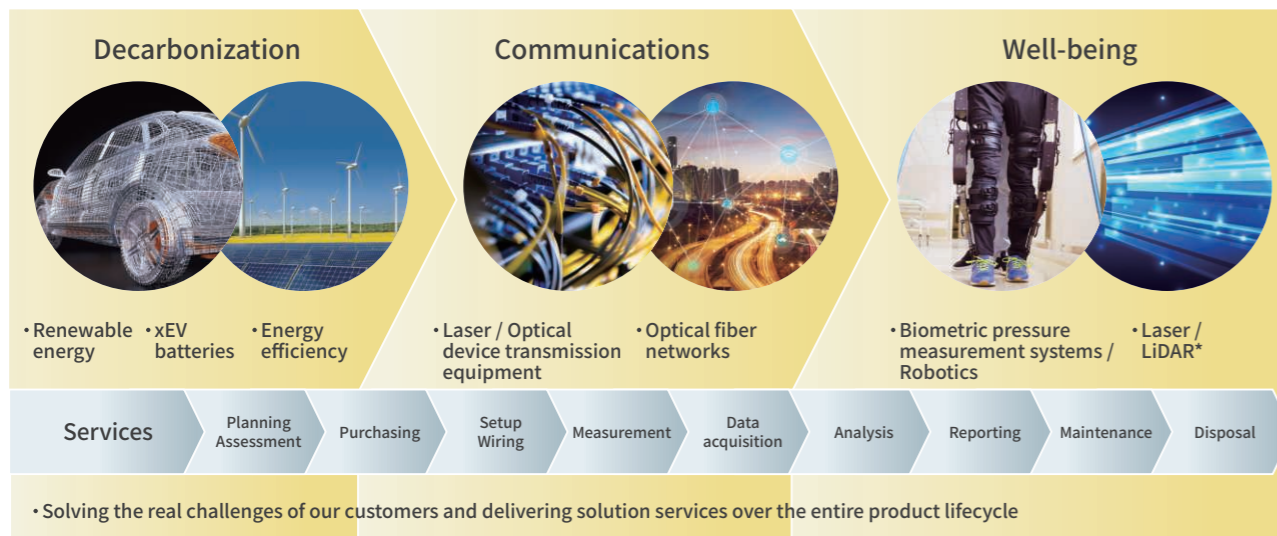 Decarbonization
Communications
Well-being
・Renewable
energy
・xEV
batteries
・Energy
efficiency
・Laser / Optical
device transmission
equipment
・Optical fiber
networks
・Biometric pressure
measurement systems /
Robotics
・Laser /
LiDAR*
Services
Planning
Assessment
Purchasing
Setup
Wiring
Measurement
Data
acquisition
Analysis
Reporting
Maintenance
Disposal
・Solving the real challenges of our customers and delivering solution services over the entire product lifecycle